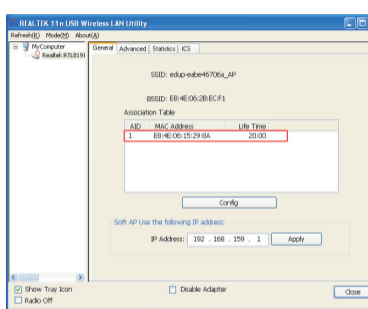 REALTEK 11n USB Wireless LAN Utility
Refresh(R) Mode(M) About(A)
MyComputer
Realtek RTL8191
General Advanced Statistics ICS
SSID: edup-eabe46706a_AP
BSSID: E8:4E:06:2B:EC:F1
Association Table
AID MAC Address Life Time
1 E8:4E:06:15:29:8A 20:00
Config
Soft AP Use the following IP address:
IP Address: 192 . 168 . 159 . 1 Apply
Show Tray Icon Disable Adapter
Radio Off
Close